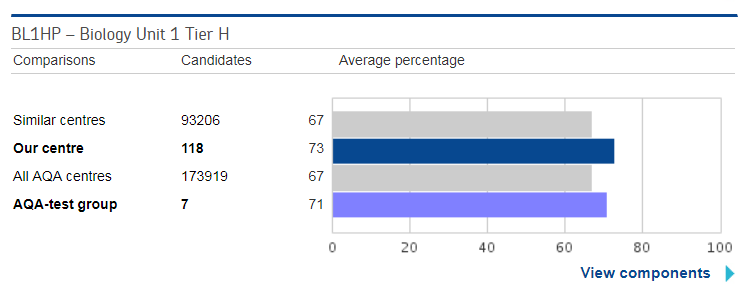 BL1HP – Biology Unit 1 Tier H
Comparisons Candidates Average percentage
Similar centres 93206 67
Our centre 118 73
All AQA centres 173919 67
AQA-test group 7 71
0 20 40 60 80 100
View components